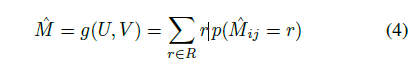 M̂ = g(U, V) = ∑_{r∈R} r|p(M̂_{ij} = r) (4)